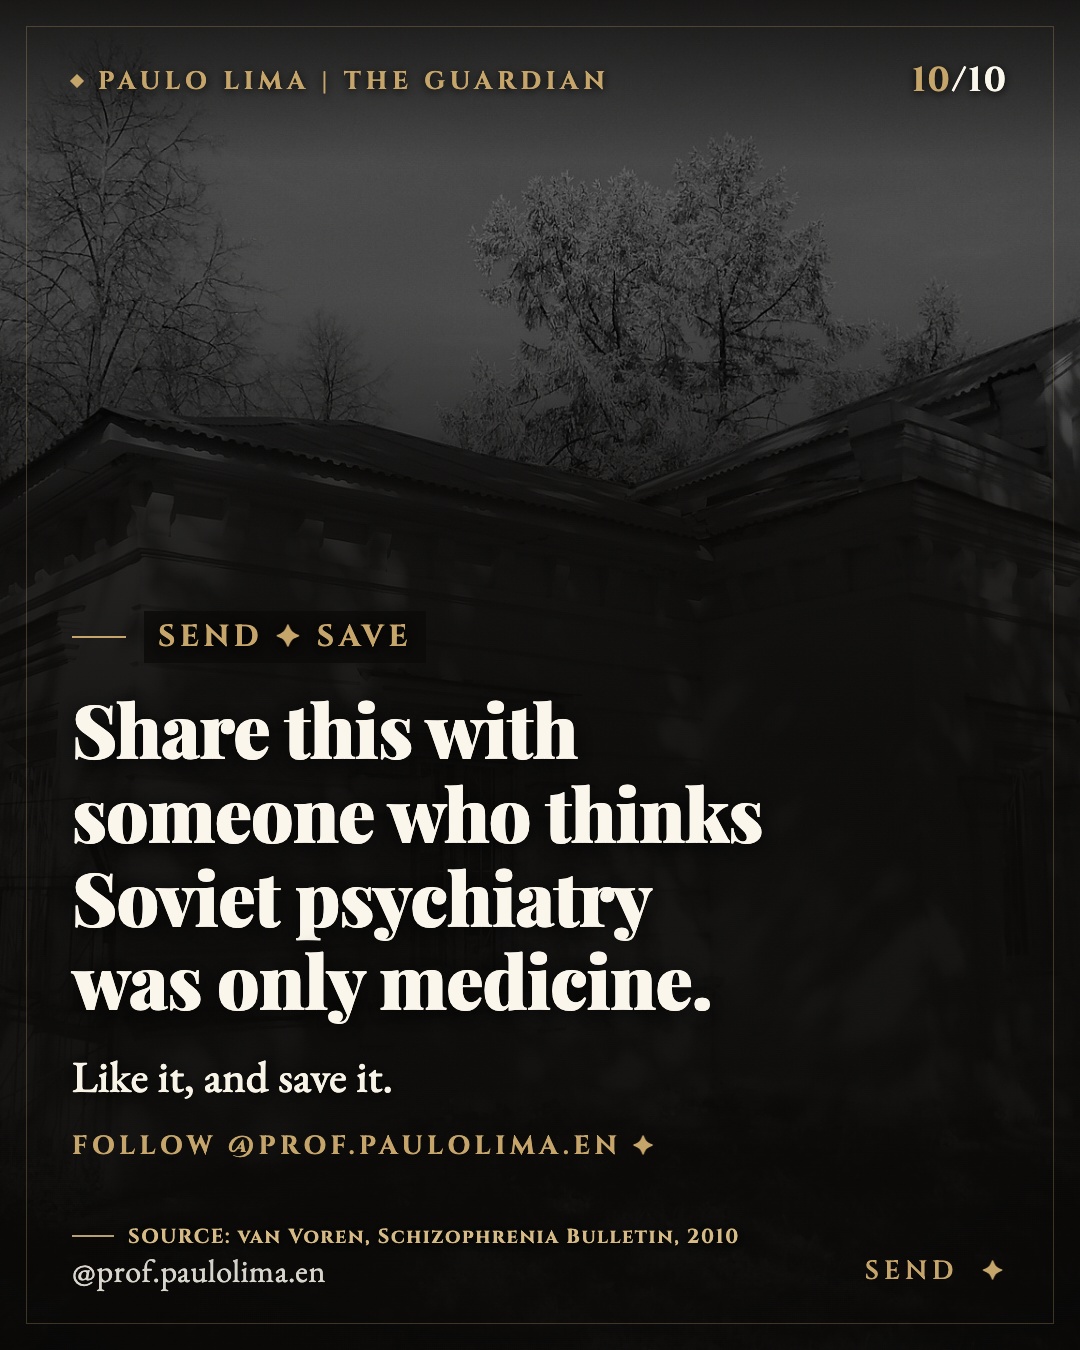 ◆ PAULO LIMA | THE GUARDIAN
10/10
SEND ✦ SAVE
Share this with
someone who thinks
Soviet psychiatry
was only medicine.
Like it, and save it.
FOLLOW @PROF.PAULOLIMA.EN ✦
SOURCE: VAN VOREN, SCHIZOPHRENIA BULLETIN, 2010
@prof.paulolima.en
SEND ✦